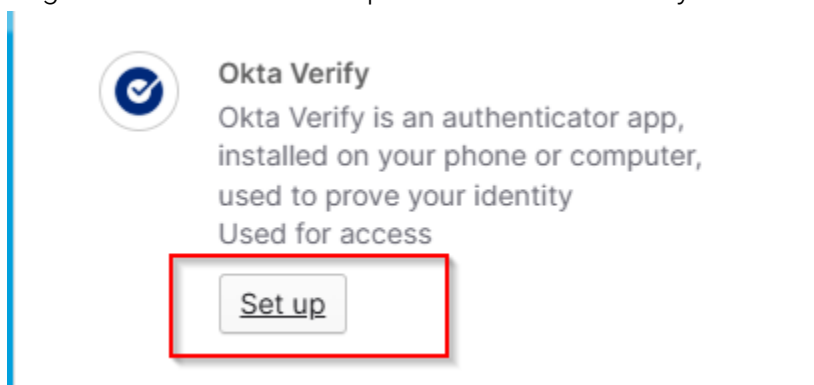 Okta Verify
Okta Verify is an authenticator app,
installed on your phone or computer,
used to prove your identity
Used for access
Set up